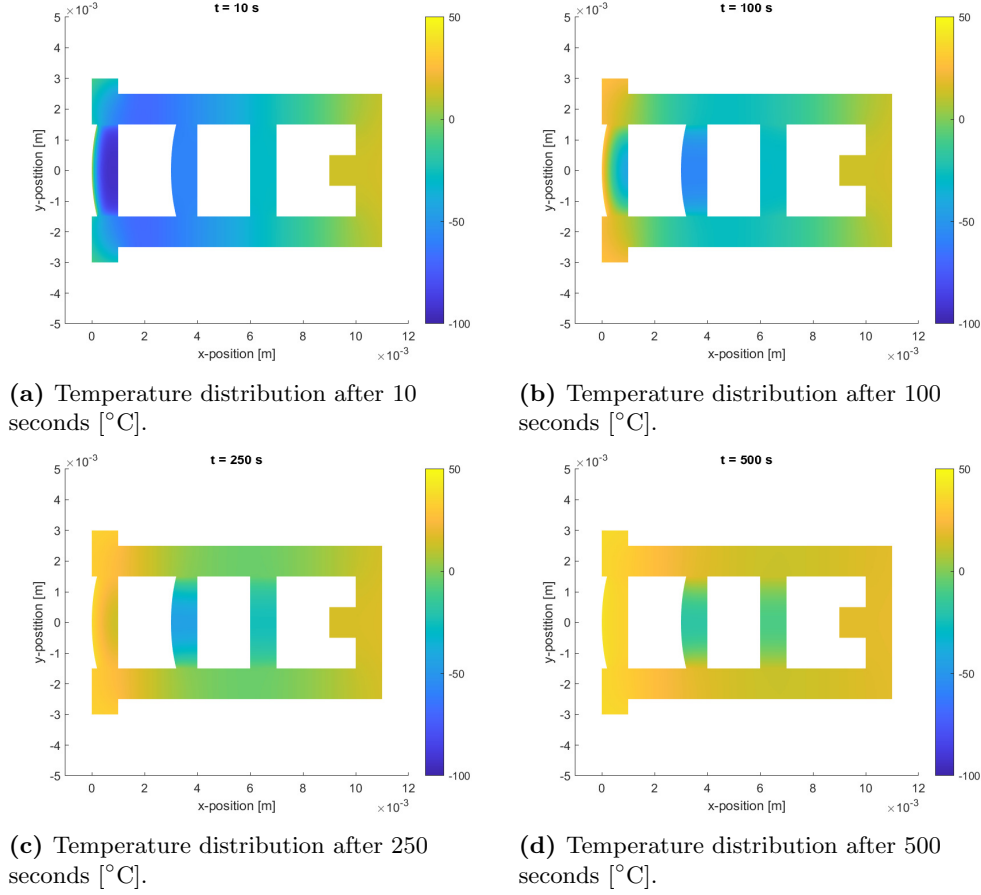 t = 10 s
×10⁻³
5
4
3
2
1
0
-1
-2
-3
-4
-5
y-postition [m]
0 2 4 6 8 10 12
x-position [m]
×10⁻³
50
0
-50
-100
t = 100 s
×10⁻³
5
4
3
2
1
0
-1
-2
-3
-4
-5
y-postition [m]
0 2 4 6 8 10 12
x-position [m]
×10⁻³
50
0
-50
-100
(a) Temperature distribution after 10
seconds [°C].
(b) Temperature distribution after 100
seconds [°C].
t = 250 s
×10⁻³
5
4
3
2
1
0
-1
-2
-3
-4
-5
y-postition [m]
0 2 4 6 8 10 12
x-position [m]
×10⁻³
50
0
-50
-100
t = 500 s
×10⁻³
5
4
3
2
1
0
-1
-2
-3
-4
-5
y-postition [m]
0 2 4 6 8 10 12
x-position [m]
×10⁻³
50
0
-50
-100
(c) Temperature distribution after 250
seconds [°C].
(d) Temperature distribution after 500
seconds [°C].